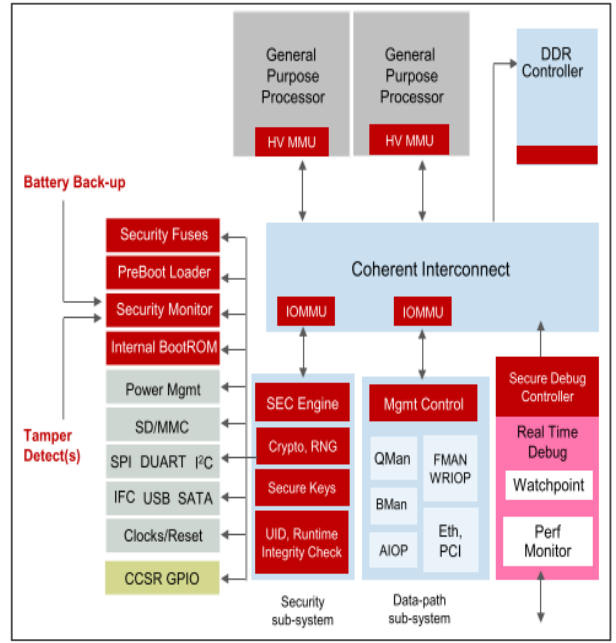 General
Purpose
Processor
HV MMU
General
Purpose
Processor
HV MMU
DDR
Controller
Battery Back-up
Tamper
Detect(s)
Security Fuses
PreBoot Loader
Security Monitor
Internal BootROM
Power Mgmt
SD/MMC
SPI DUART I²C
IFC USB SATA
Clocks/Reset
CCSR GPIO
Coherent Interconnect
IOMMU
IOMMU
SEC Engine
Crypto, RNG
Secure Keys
UID, Runtime
Integrity Check
Security
sub-system
Mgmt Control
QMan
BMan
AIOP
FMAN
WRIOP
Eth,
PCI
Data-path
sub-system
Secure Debug
Controller
Real Time
Debug
Watchpoint
Perf
Monitor